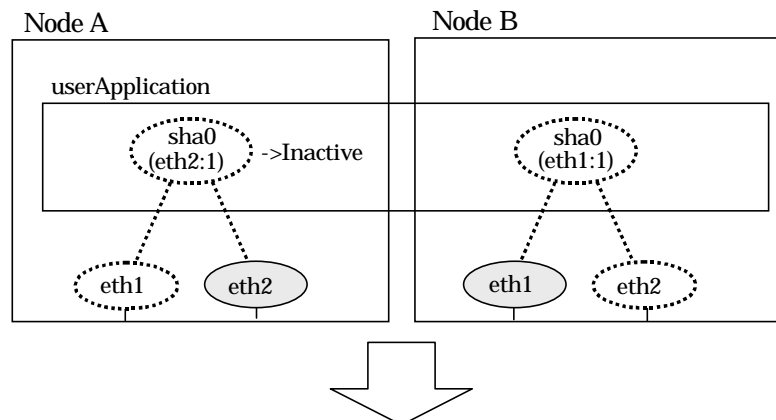 Node A
Node B
userApplication
sha0
(eth2:1)
->Inactive
sha0
(eth1:1)
eth1
eth2
eth1
eth2